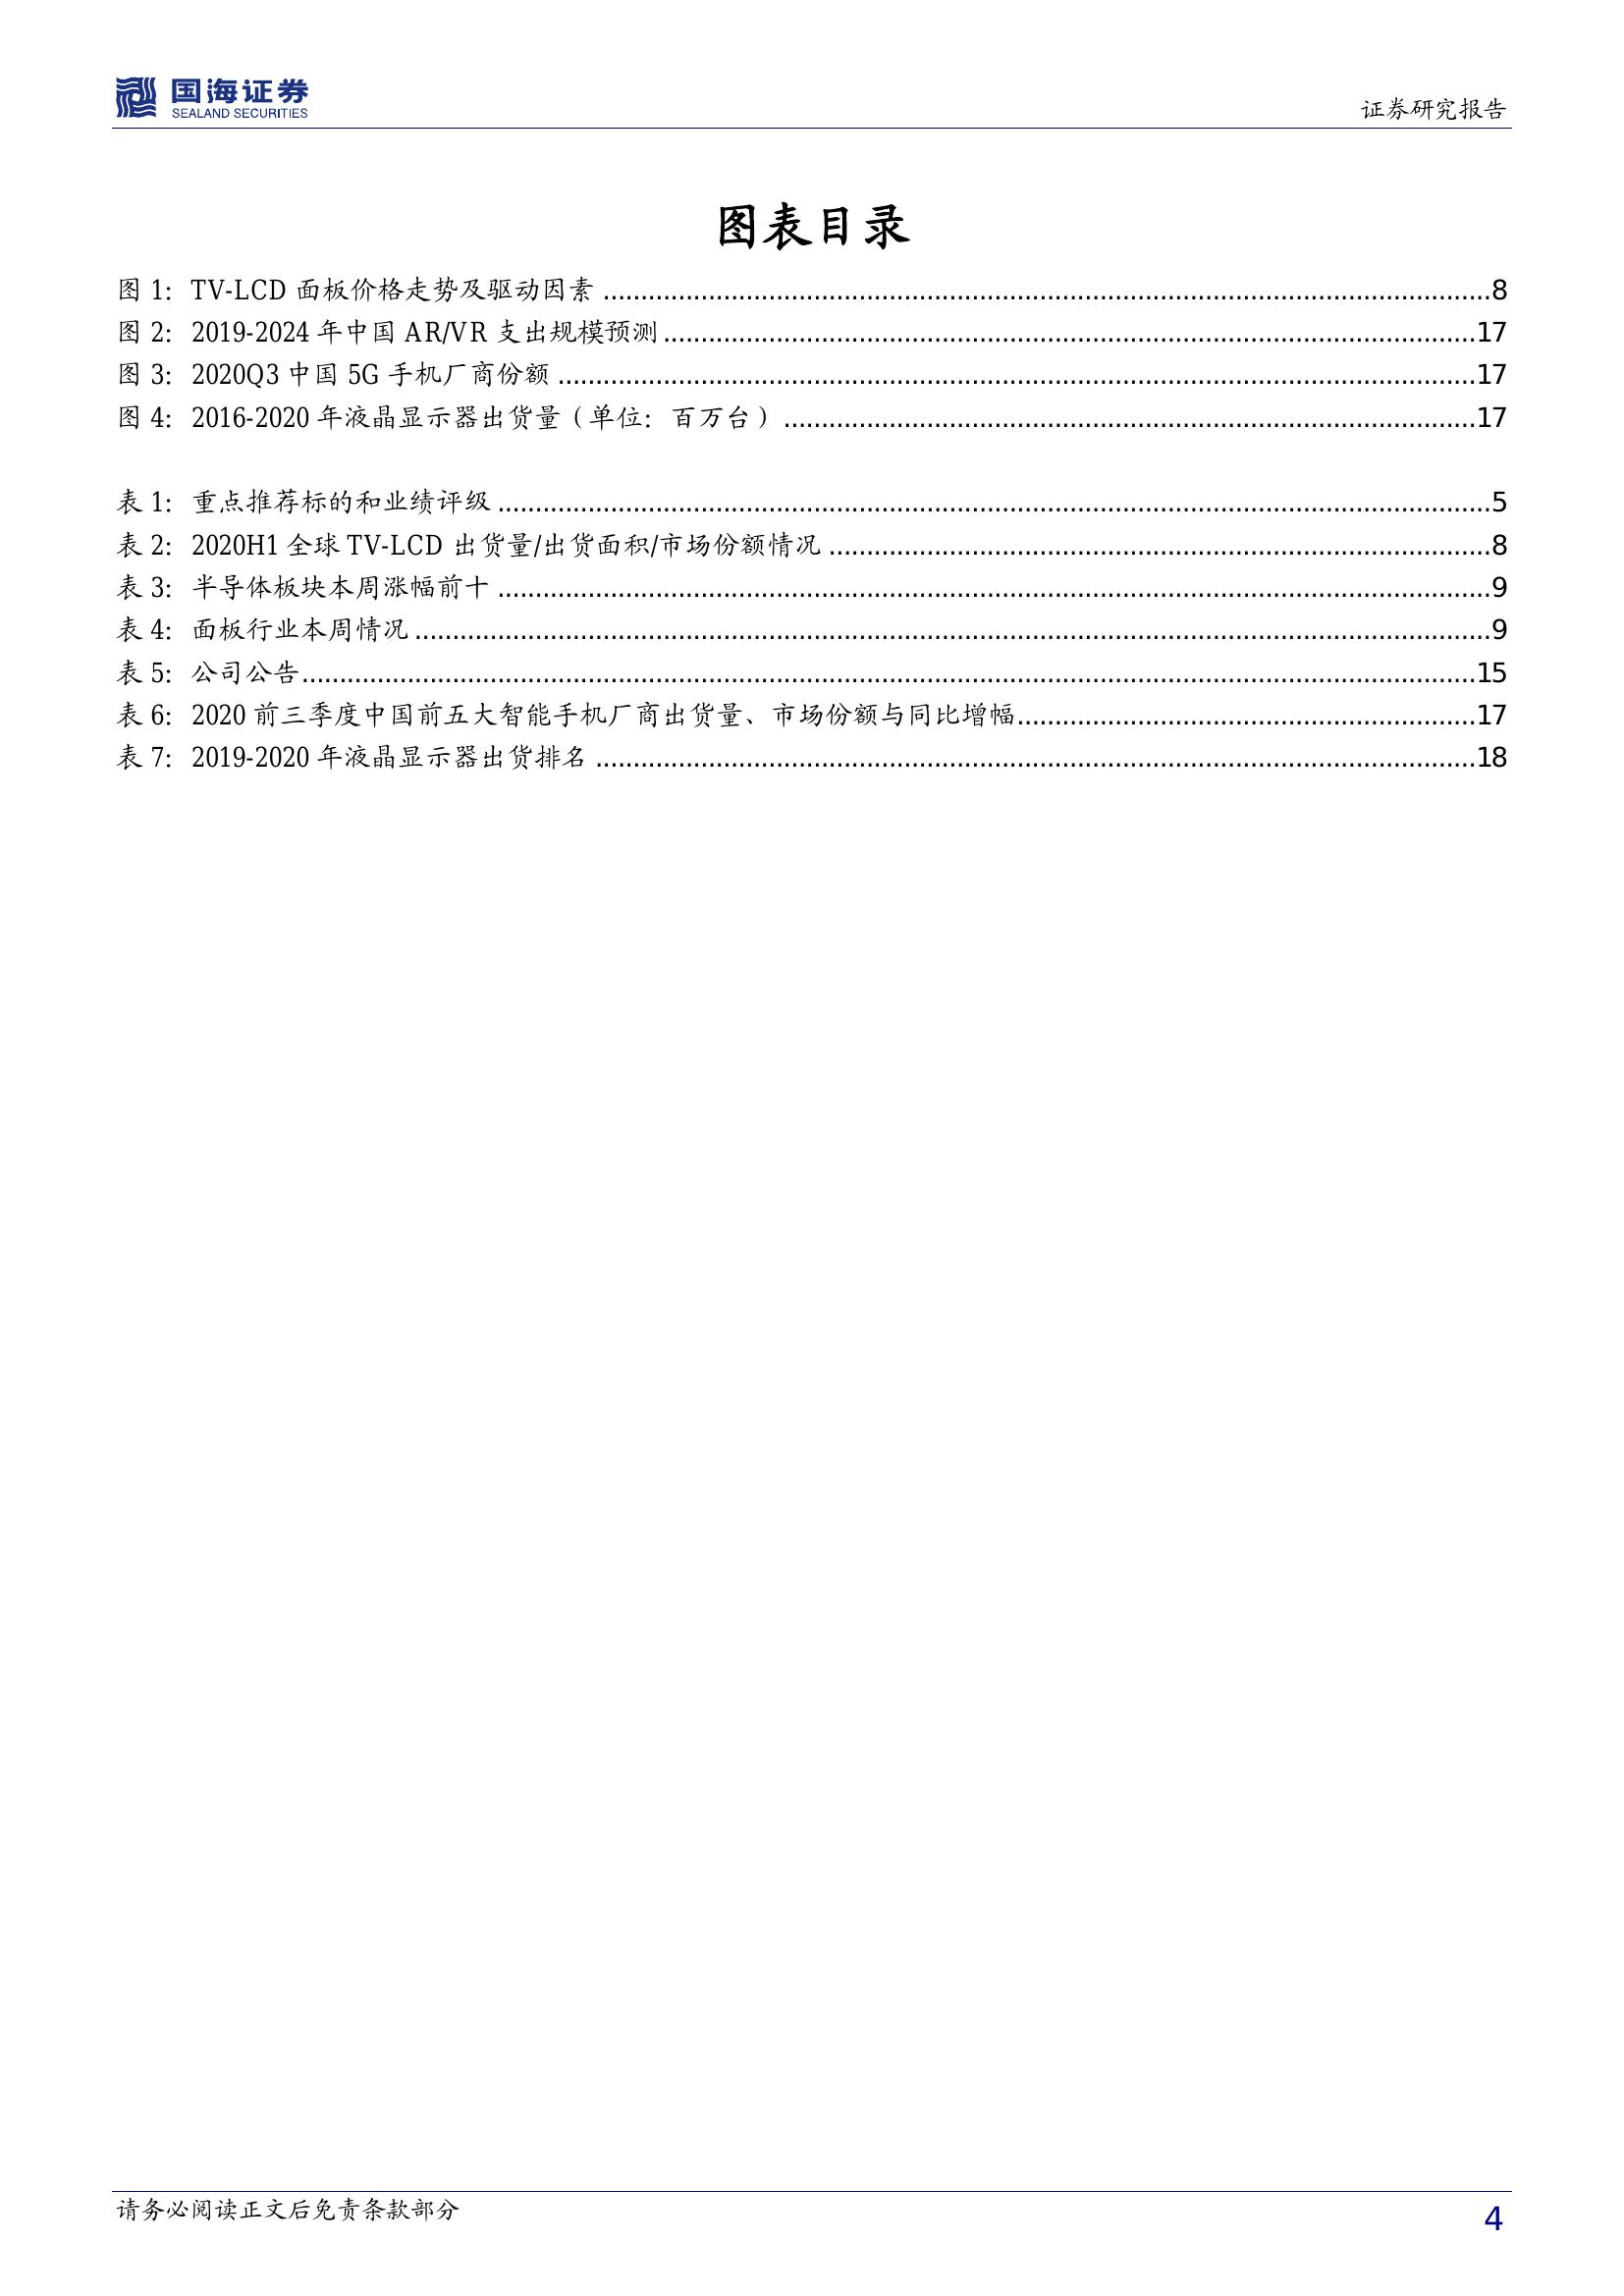 国海证券
SEALAND SECURITIES
证券研究报告
图表目录
图 1: TV-LCD 面板价格走势及驱动因素 ........ 8
图 2: 2019-2024 年中国 AR/VR 支出规模预测 ........ 17
图 3: 2020Q3 中国 5G 手机厂商份额 ........ 17
图 4: 2016-2020 年液晶显示器出货量（单位：百万台） ........ 17
表 1: 重点推荐标的和业绩评级 ........ 5
表 2: 2020H1 全球 TV-LCD 出货量/出货面积/市场份额情况 ........ 8
表 3: 半导体板块本周涨幅前十 ........ 9
表 4: 面板行业本周情况 ........ 9
表 5: 公司公告 ........ 15
表 6: 2020 前三季度中国前五大智能手机厂商出货量、市场份额与同比增幅 ........ 17
表 7: 2019-2020 年液晶显示器出货排名 ........ 18
请务必阅读正文后免责条款部分
4